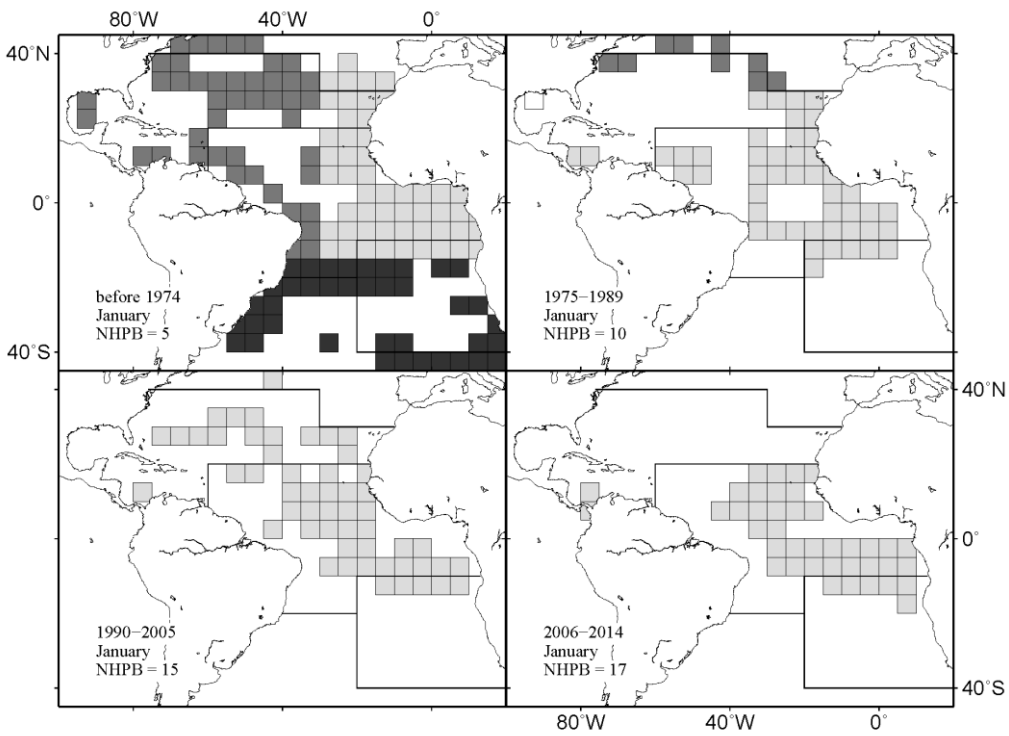 80˚W 40˚W 0˚
40˚N
0˚
40˚S
before 1974
January
NHPB = 5
1975−1989
January
NHPB = 10
1990−2005
January
NHPB = 15
2006−2014
January
NHPB = 17
40˚N
0˚
40˚S
80˚W 40˚W 0˚